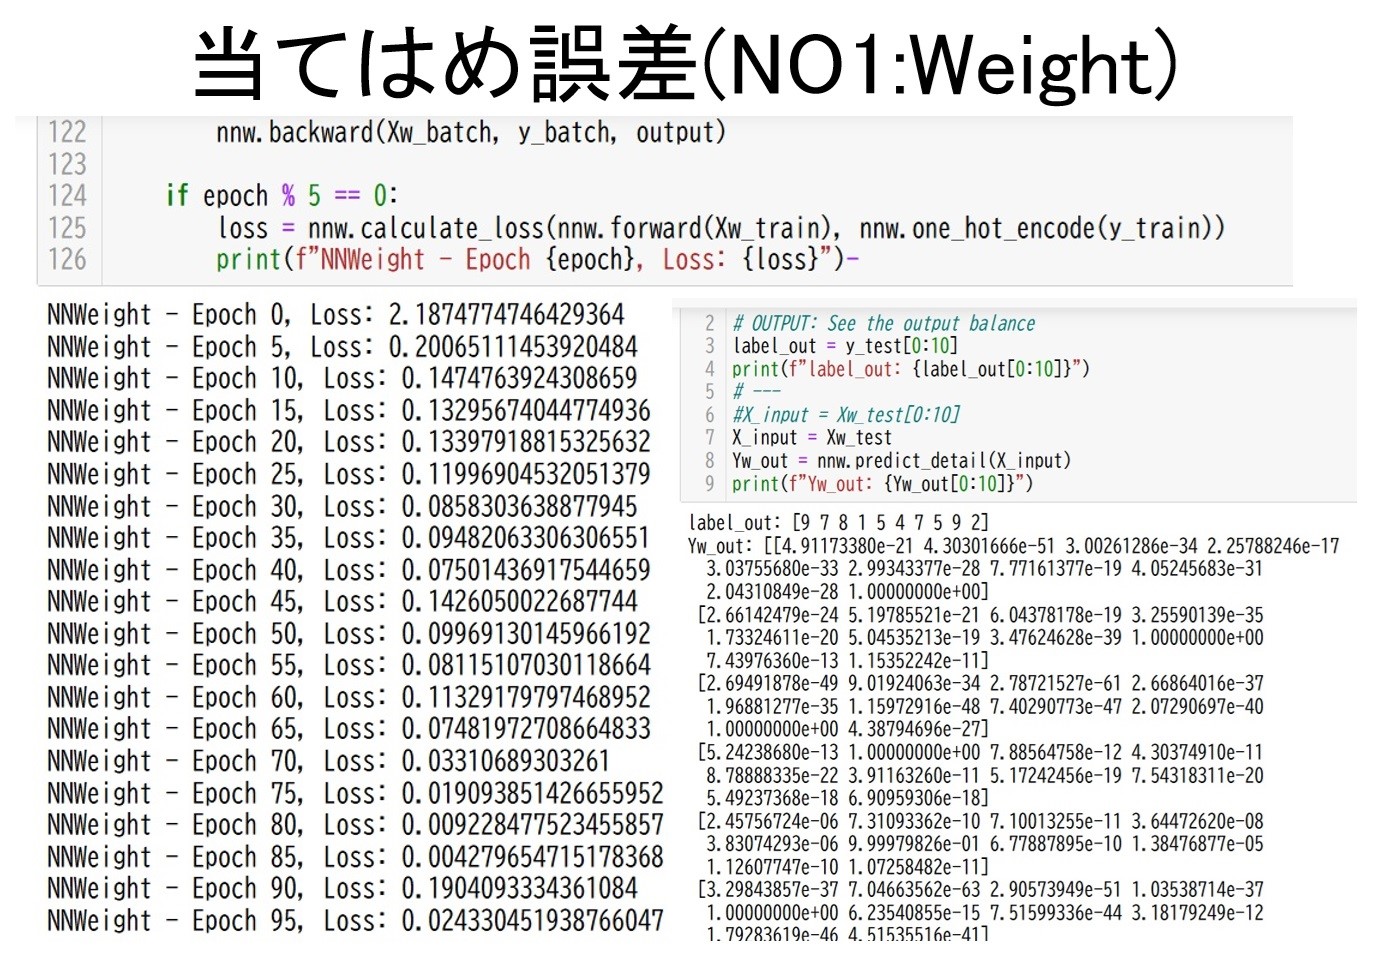 当てはめ誤差(NO1:Weight)
122 nnw.backward(Xw_batch, y_batch, output)
123
124 if epoch % 5 == 0:
125 loss = nnw.calculate_loss(nnw.forward(Xw_train), nnw.one_hot_encode(y_train))
126 print(f"NNWeight - Epoch {epoch}, Loss: {loss}")-
NNWeight - Epoch 0, Loss: 2.1874774746429364
NNWeight - Epoch 5, Loss: 0.20065111453920484
NNWeight - Epoch 10, Loss: 0.1474763924308659
NNWeight - Epoch 15, Loss: 0.13295674044774936
NNWeight - Epoch 20, Loss: 0.13397918815325632
NNWeight - Epoch 25, Loss: 0.11996904532051379
NNWeight - Epoch 30, Loss: 0.0858303638877945
NNWeight - Epoch 35, Loss: 0.09482063306306551
NNWeight - Epoch 40, Loss: 0.07501436917544659
NNWeight - Epoch 45, Loss: 0.1426050022687744
NNWeight - Epoch 50, Loss: 0.09969130145966192
NNWeight - Epoch 55, Loss: 0.08115107030118664
NNWeight - Epoch 60, Loss: 0.11329179797468952
NNWeight - Epoch 65, Loss: 0.07481972708664833
NNWeight - Epoch 70, Loss: 0.03310689303261
NNWeight - Epoch 75, Loss: 0.019093851426655952
NNWeight - Epoch 80, Loss: 0.009228477523455857
NNWeight - Epoch 85, Loss: 0.004279654715178368
NNWeight - Epoch 90, Loss: 0.1904093334361084
NNWeight - Epoch 95, Loss: 0.024330451938766047
2 # OUTPUT: See the output balance
3 label_out = y_test[0:10]
4 print(f"label_out: {label_out[0:10]}")
5 # ---
6 #X_input = Xw_test[0:10]
7 X_input = Xw_test
8 Yw_out = nnw.predict_detail(X_input)
9 print(f"Yw_out: {Yw_out[0:10]}")
label_out: [9 7 8 1 5 4 7 5 9 2]
Yw_out: [[4.91173380e-21 4.30301666e-51 3.00261286e-34 2.25788246e-17
3.03755680e-33 2.99343377e-28 7.77161377e-19 4.05245683e-31
2.04310849e-28 1.00000000e+00]
[2.66142479e-24 5.19785521e-21 6.04378178e-19 3.25590139e-35
1.73324611e-20 5.04535213e-19 3.47624628e-39 1.00000000e+00
7.43976360e-13 1.15352242e-11]
[2.69491878e-49 9.01924063e-34 2.78721527e-61 2.66864016e-37
1.96881277e-35 1.15972916e-48 7.40290773e-47 2.07290697e-40
1.00000000e+00 4.38794696e-27]
[5.24238680e-13 1.00000000e+00 7.88564758e-12 4.30374910e-11
8.78888335e-22 3.91163260e-11 5.17242456e-19 7.54318311e-20
5.49237368e-18 6.90959306e-18]
[2.45756724e-06 7.31093362e-10 7.10013255e-11 3.64472620e-08
3.83074293e-06 9.99979826e-01 6.77887895e-10 1.38476877e-05
1.12607747e-10 1.07258482e-11]
[3.29843857e-37 7.04663562e-63 2.90573949e-51 1.03538714e-37
1.00000000e+00 6.23540855e-15 7.51599336e-44 3.18179249e-12
1.79283619e-46 4.51535516e-41]